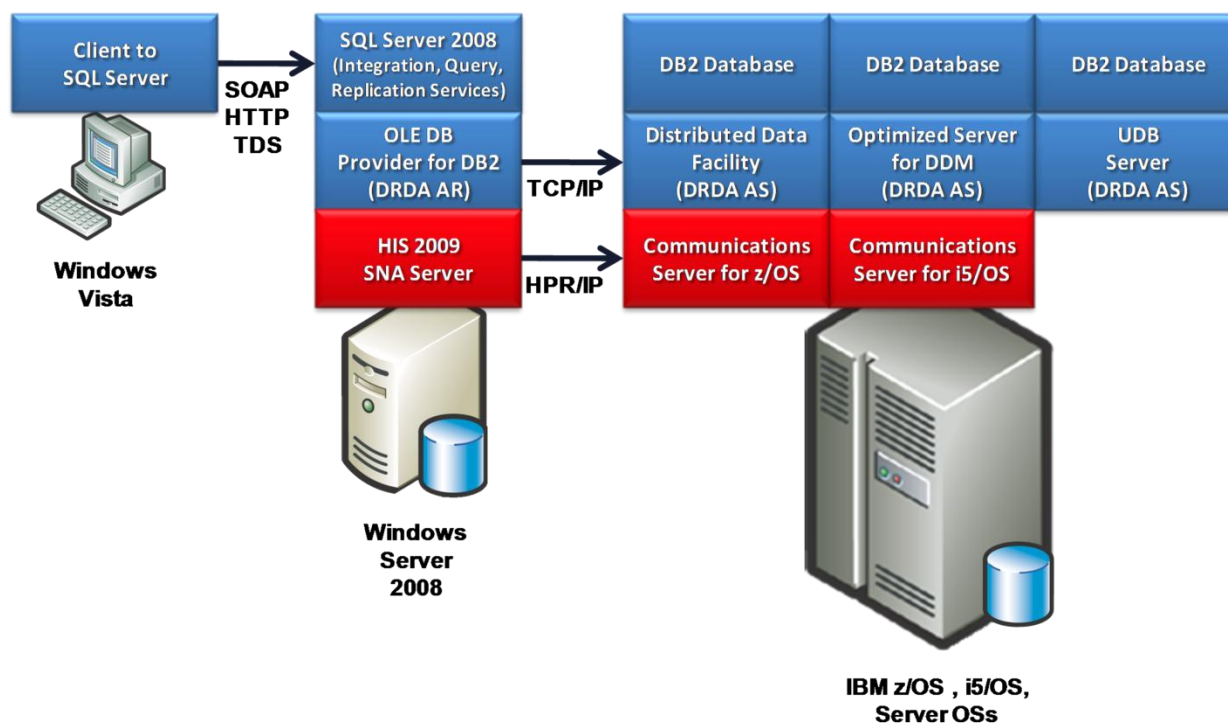 Client to
SQL Server
SOAP
HTTP
TDS
Windows
Vista
SQL Server 2008
(Integration, Query,
Replication Services)
OLE DB
Provider for DB2
(DRDA AR)
HIS 2009
SNA Server
TCP/IP
HPR/IP
Windows
Server
2008
DB2 Database
DB2 Database
DB2 Database
Distributed Data
Facility
(DRDA AS)
Optimized Server
for DDM
(DRDA AS)
UDB
Server
(DRDA AS)
Communications
Server for z/OS
Communications
Server for i5/OS
IBM z/OS , i5/OS,
Server OSs